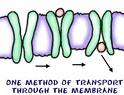 ONE METHOD OF TRANSPORT
THROUGH THE MEMBRANE